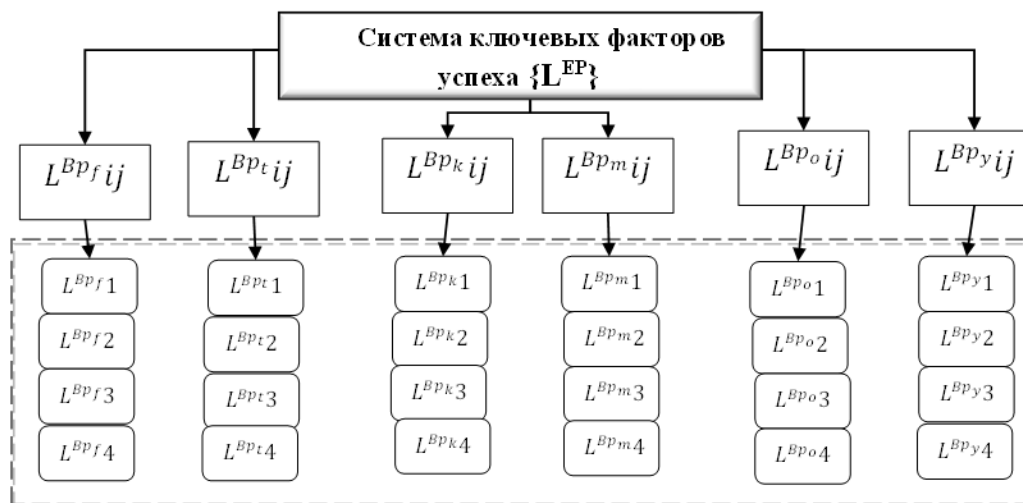 Система ключевых факторов
успеха {L^EP}
L^Bp_f ij
L^Bp_t ij
L^Bp_k ij
L^Bp_m ij
L^Bp_o ij
L^Bp_y ij
L^Bp_f 1
L^Bp_f 2
L^Bp_f 3
L^Bp_f 4
L^Bp_t 1
L^Bp_t 2
L^Bp_t 3
L^Bp_t 4
L^Bp_k 1
L^Bp_k 2
L^Bp_k 3
L^Bp_k 4
L^Bp_m 1
L^Bp_m 2
L^Bp_m 3
L^Bp_m 4
L^Bp_o 1
L^Bp_o 2
L^Bp_o 3
L^Bp_o 4
L^Bp_y 1
L^Bp_y 2
L^Bp_y 3
L^Bp_y 4